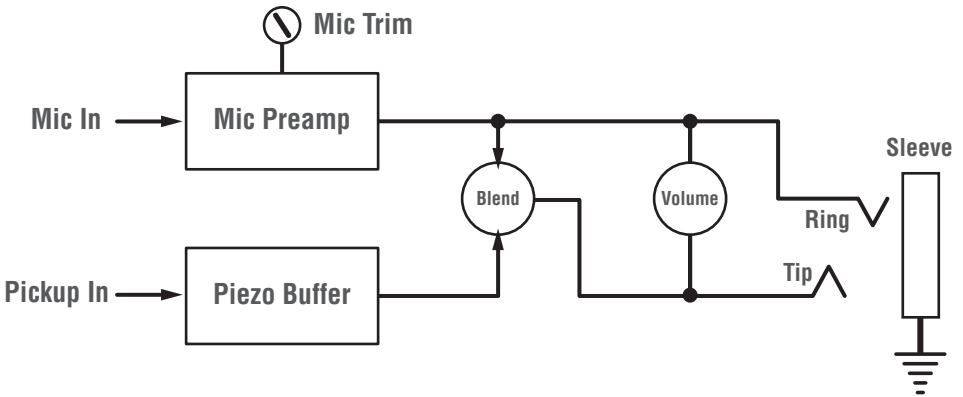 Mic Trim
Mic In
Mic Preamp
Sleeve
Blend
Volume
Ring
Tip
Pickup In
Piezo Buffer